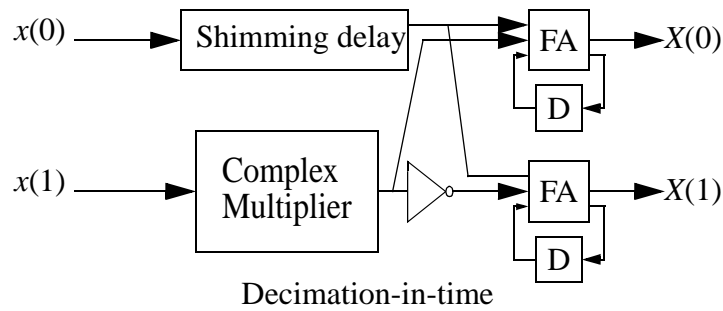 x(0)
Shimming delay
FA
X(0)
D
x(1)
Complex
Multiplier
FA
X(1)
D
Decimation-in-time